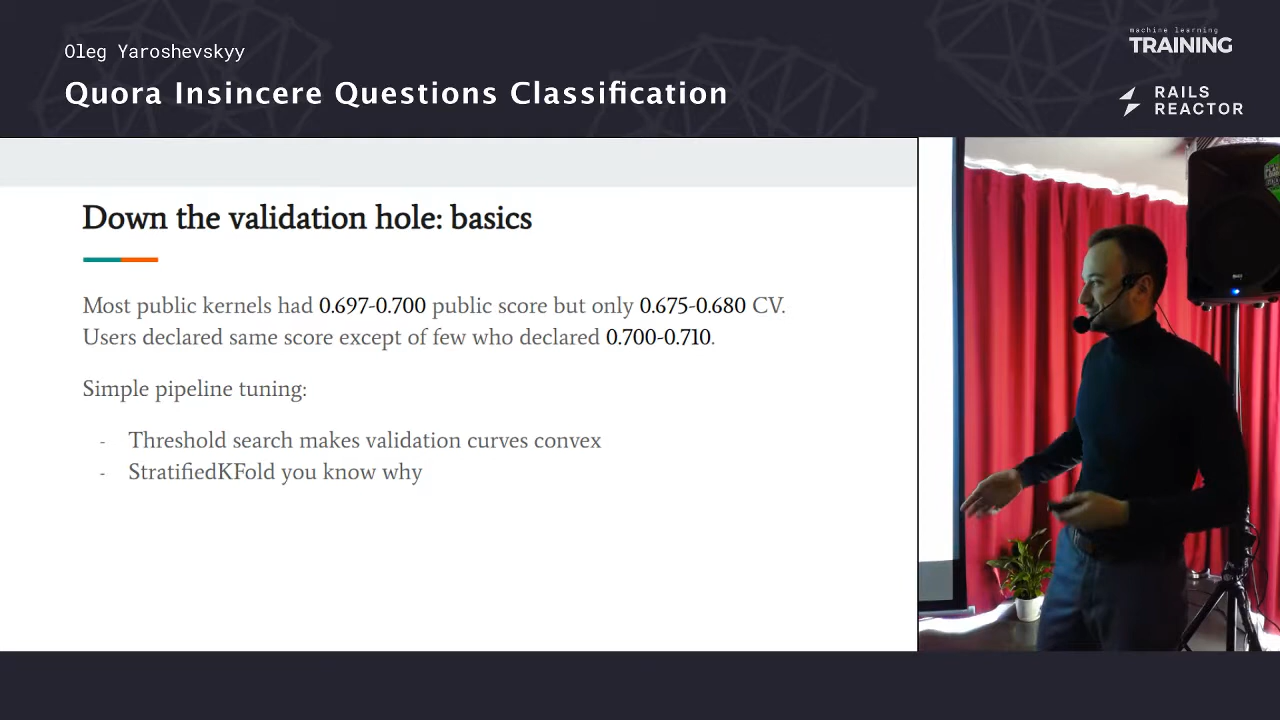 Oleg Yaroshevskyy
Quora Insincere Questions Classification
machine learning
TRAINING
RAILS
REACTOR
Down the validation hole: basics
Most public kernels had 0.697-0.700 public score but only 0.675-0.680 CV.
Users declared same score except of few who declared 0.700-0.710.
Simple pipeline tuning:
- Threshold search makes validation curves convex
- StratifiedKFold you know why